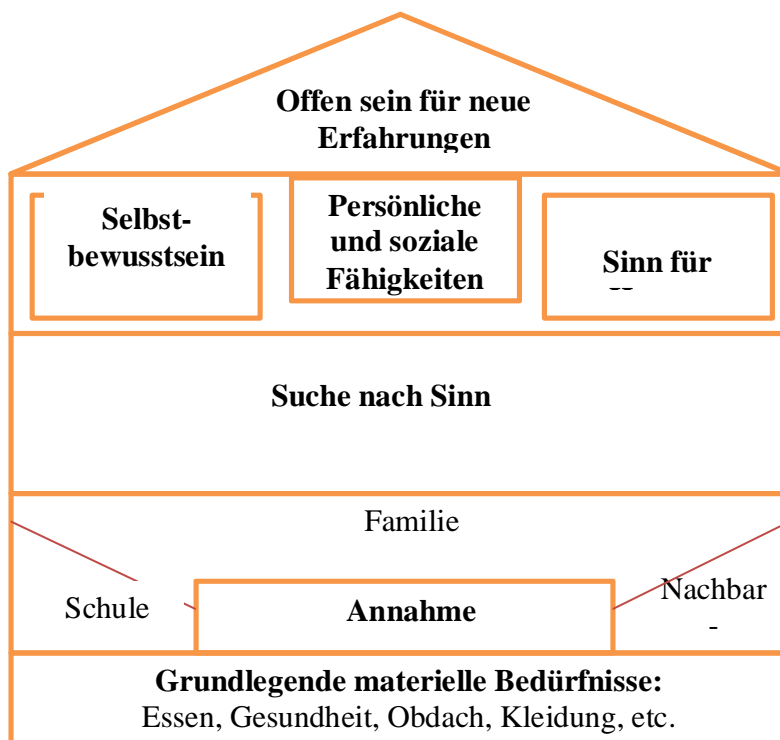 Offen sein für neue
Erfahrungen
Selbst-
bewusstsein
Persönliche
und soziale
Fähigkeiten
Sinn für
Suche nach Sinn
Familie
Schule
Annahme
Nachbar
-
Grundlegende materielle Bedürfnisse:
Essen, Gesundheit, Obdach, Kleidung, etc.